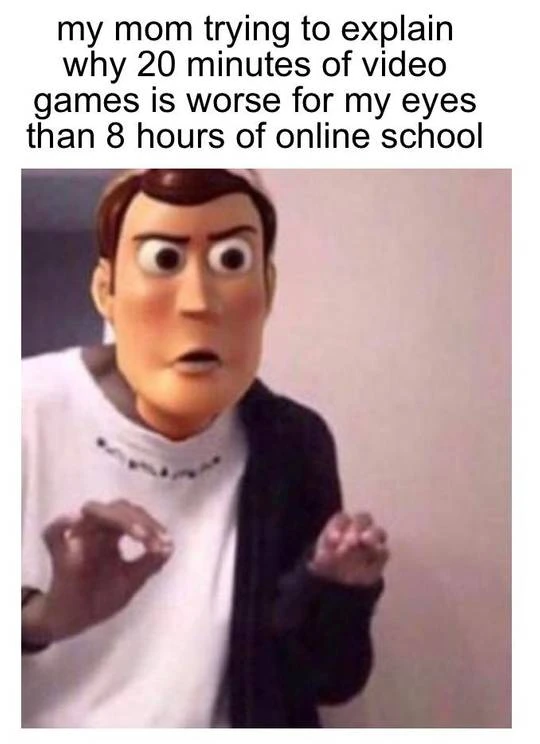 my mom trying to explain
why 20 minutes of video
games is worse for my eyes
than 8 hours of online school